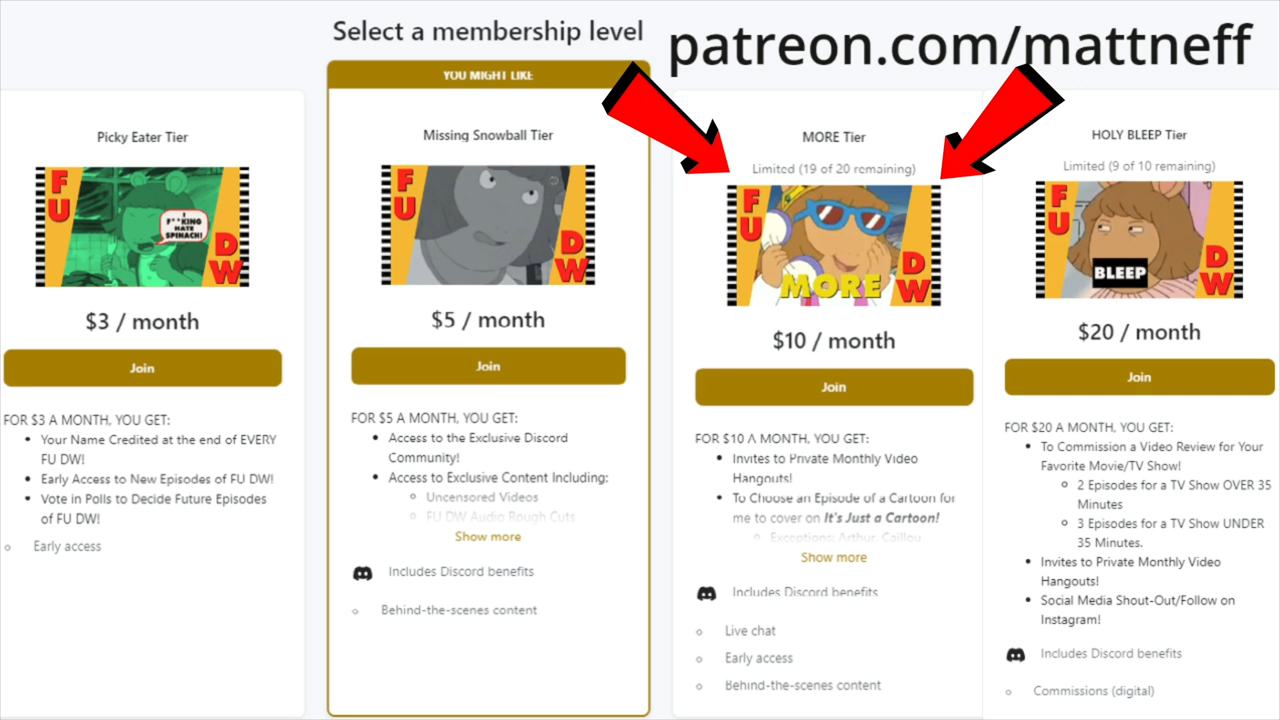 Select a membership level
patreon.com/mattneff
Picky Eater Tier
FU
DW
I
F**KING
HATE
SPINACH!
$3 / month
Join
FOR $3 A MONTH, YOU GET:
• Your Name Credited at the end of EVERY
FU DW!
• Early Access to New Episodes of FU DW!
• Vote in Polls to Decide Future Episodes
of FU DW!
Early access
YOU MIGHT LIKE
Missing Snowball Tier
FU
DW
$5 / month
Join
FOR $5 A MONTH, YOU GET:
• Access to the Exclusive Discord
Community!
• Access to Exclusive Content Including:
Uncensored Videos
FU DW Audio Rough Cuts
Show more
Includes Discord benefits
Behind-the-scenes content
MORE Tier
Limited (19 of 20 remaining)
FU
DW
MORE
$10 / month
Join
FOR $10 A MONTH, YOU GET:
• Invites to Private Monthly Video
Hangouts!
• To Choose an Episode of a Cartoon for
me to cover on It's Just a Cartoon!
Exceptions: Arthur, Caillou
Show more
Includes Discord benefits
Live chat
Early access
Behind-the-scenes content
HOLY BLEEP Tier
Limited (9 of 10 remaining)
FU
DW
BLEEP
$20 / month
Join
FOR $20 A MONTH, YOU GET:
• To Commission a Video Review for Your
Favorite Movie/TV Show!
2 Episodes for a TV Show OVER 35
Minutes
3 Episodes for a TV Show UNDER
35 Minutes.
• Invites to Private Monthly Video
Hangouts!
• Social Media Shout-Out/Follow on
Instagram!
Includes Discord benefits
Commissions (digital)